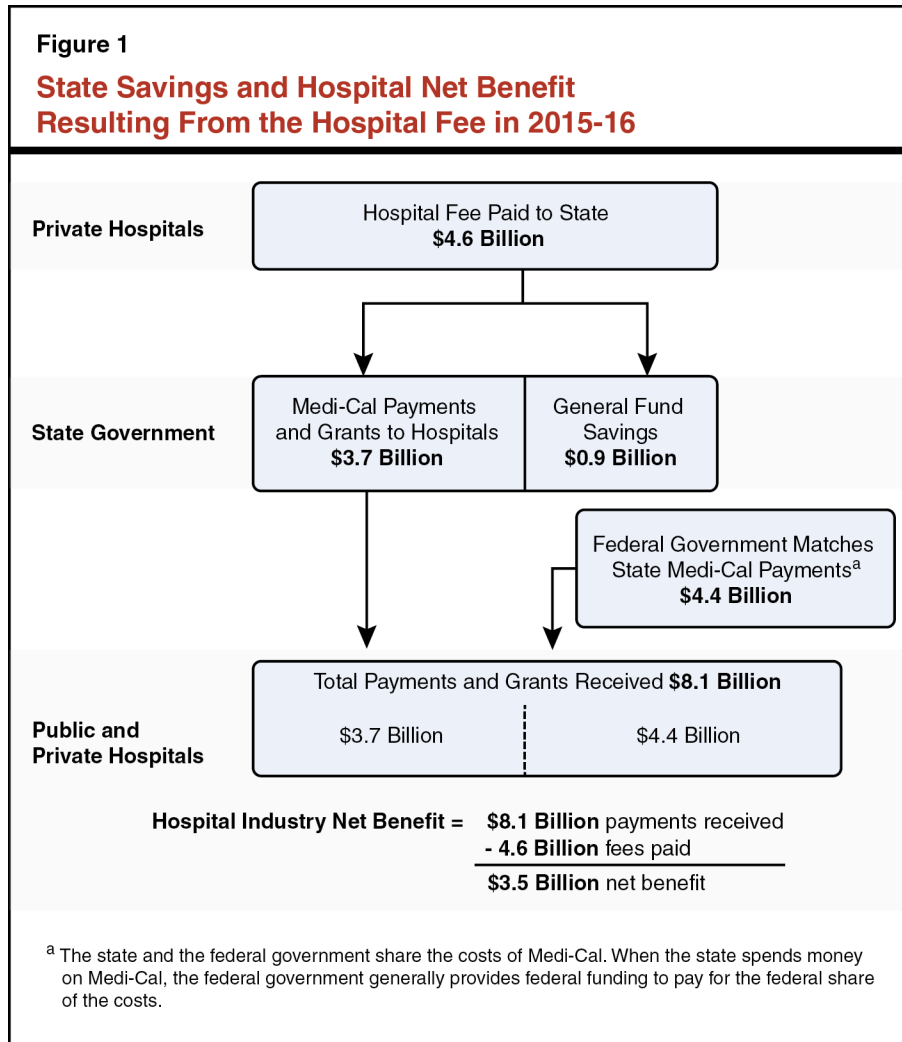 Figure 1
State Savings and Hospital Net Benefit
Resulting From the Hospital Fee in 2015-16
Private Hospitals
Hospital Fee Paid to State
$4.6 Billion
State Government
Medi-Cal Payments
and Grants to Hospitals
$3.7 Billion
General Fund
Savings
$0.9 Billion
Federal Government Matches
State Medi-Cal Paymentsa
$4.4 Billion
Public and
Private Hospitals
Total Payments and Grants Received $8.1 Billion
$3.7 Billion
$4.4 Billion
Hospital Industry Net Benefit = $8.1 Billion payments received
- 4.6 Billion fees paid
$3.5 Billion net benefit
a The state and the federal government share the costs of Medi-Cal. When the state spends money
on Medi-Cal, the federal government generally provides federal funding to pay for the federal share
of the costs.